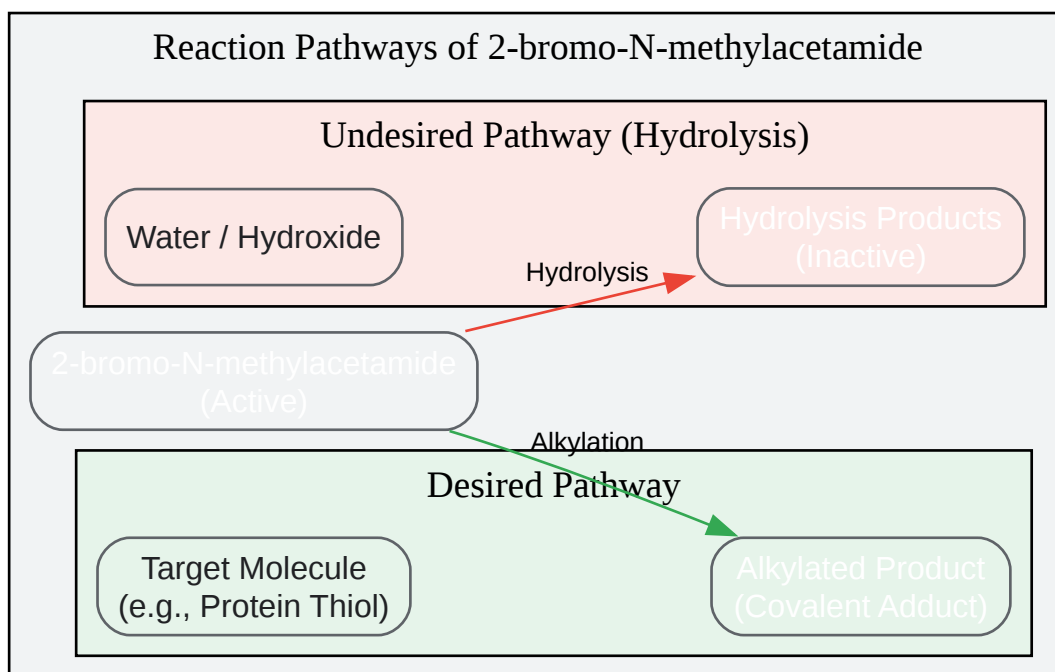 Reaction Pathways of 2-bromo-N-methylacetamide
Undesired Pathway (Hydrolysis)
Water / Hydroxide
Hydrolysis Products
(Inactive)
Hydrolysis
2-bromo-N-methylacetamide
(Active)
Alkylation
Desired Pathway
Target Molecule
(e.g., Protein Thiol)
Alkylated Product
(Covalent Adduct)